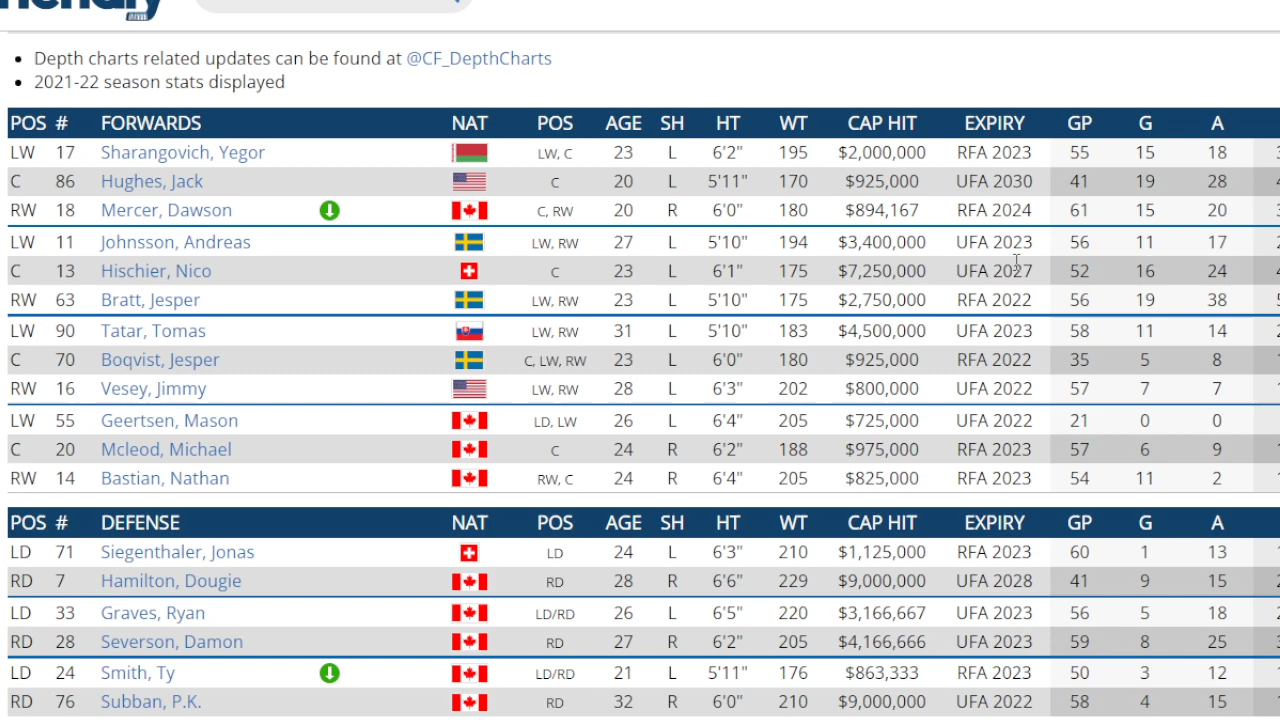 Depth charts related updates can be found at @CF_DepthCharts
2021-22 season stats displayed
POS # FORWARDS NAT POS AGE SH HT WT CAP HIT EXPIRY GP G A
LW 17 Sharangovich, Yegor LW, C 23 L 6'2" 195 $2,000,000 RFA 2023 55 15 18
C 86 Hughes, Jack C 20 L 5'11" 170 $925,000 UFA 2030 41 19 28
RW 18 Mercer, Dawson C, RW 20 R 6'0" 180 $894,167 RFA 2024 61 15 20
LW 11 Johnsson, Andreas LW, RW 27 L 5'10" 194 $3,400,000 UFA 2023 56 11 17
C 13 Hischier, Nico C 23 L 6'1" 175 $7,250,000 UFA 2027 52 16 24
RW 63 Bratt, Jesper LW, RW 23 L 5'10" 175 $2,750,000 RFA 2022 56 19 38
LW 90 Tatar, Tomas LW, RW 31 L 5'10" 183 $4,500,000 UFA 2023 58 11 14
C 70 Boqvist, Jesper C, LW, RW 23 L 6'0" 180 $925,000 RFA 2022 35 5 8
RW 16 Vesey, Jimmy LW, RW 28 L 6'3" 202 $800,000 UFA 2022 57 7 7
LW 55 Geertsen, Mason LD, LW 26 L 6'4" 205 $725,000 UFA 2022 21 0 0
C 20 Mcleod, Michael C 24 R 6'2" 188 $975,000 RFA 2023 57 6 9
RW 14 Bastian, Nathan RW, C 24 R 6'4" 205 $825,000 RFA 2023 54 11 2
POS # DEFENSE NAT POS AGE SH HT WT CAP HIT EXPIRY GP G A
LD 71 Siegenthaler, Jonas LD 24 L 6'3" 210 $1,125,000 RFA 2023 60 1 13
RD 7 Hamilton, Dougie RD 28 R 6'6" 229 $9,000,000 UFA 2028 41 9 15
LD 33 Graves, Ryan LD/RD 26 L 6'5" 220 $3,166,667 UFA 2023 56 5 18
RD 28 Severson, Damon RD 27 R 6'2" 205 $4,166,666 UFA 2023 59 8 25
LD 24 Smith, Ty LD/RD 21 L 5'11" 176 $863,333 RFA 2023 50 3 12
RD 76 Subban, P.K. RD 32 R 6'0" 210 $9,000,000 UFA 2022 58 4 15